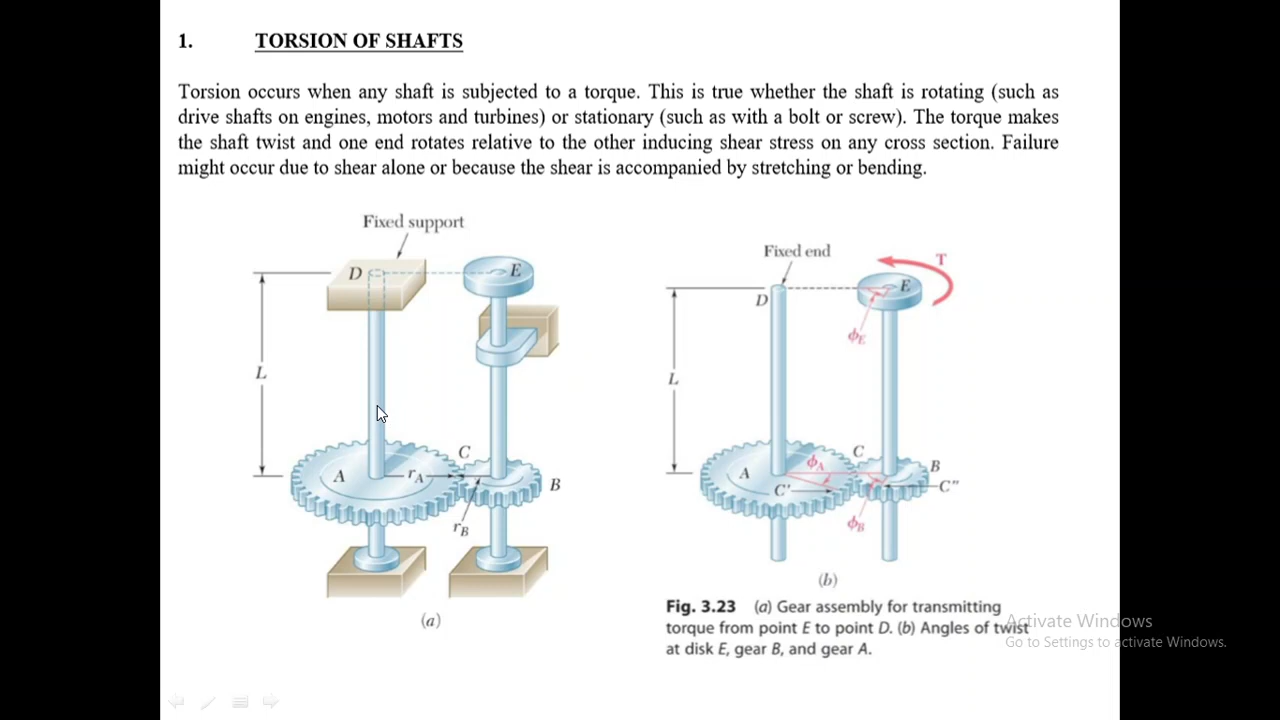 1. TORSION OF SHAFTS
Torsion occurs when any shaft is subjected to a torque. This is true whether the shaft is rotating (such as
drive shafts on engines, motors and turbines) or stationary (such as with a bolt or screw). The torque makes
the shaft twist and one end rotates relative to the other inducing shear stress on any cross section. Failure
might occur due to shear alone or because the shear is accompanied by stretching or bending.
Fixed support
D
E
L
A
rA
C
B
rB
(a)
Fixed end
T
D
E
ϕE
L
C
ϕA
B
A
C'
C"
ϕB
(b)
Fig. 3.23 (a) Gear assembly for transmitting
torque from point E to point D. (b) Angles of twist
at disk E, gear B, and gear A.
Activate Windows
Go to Settings to activate Windows.